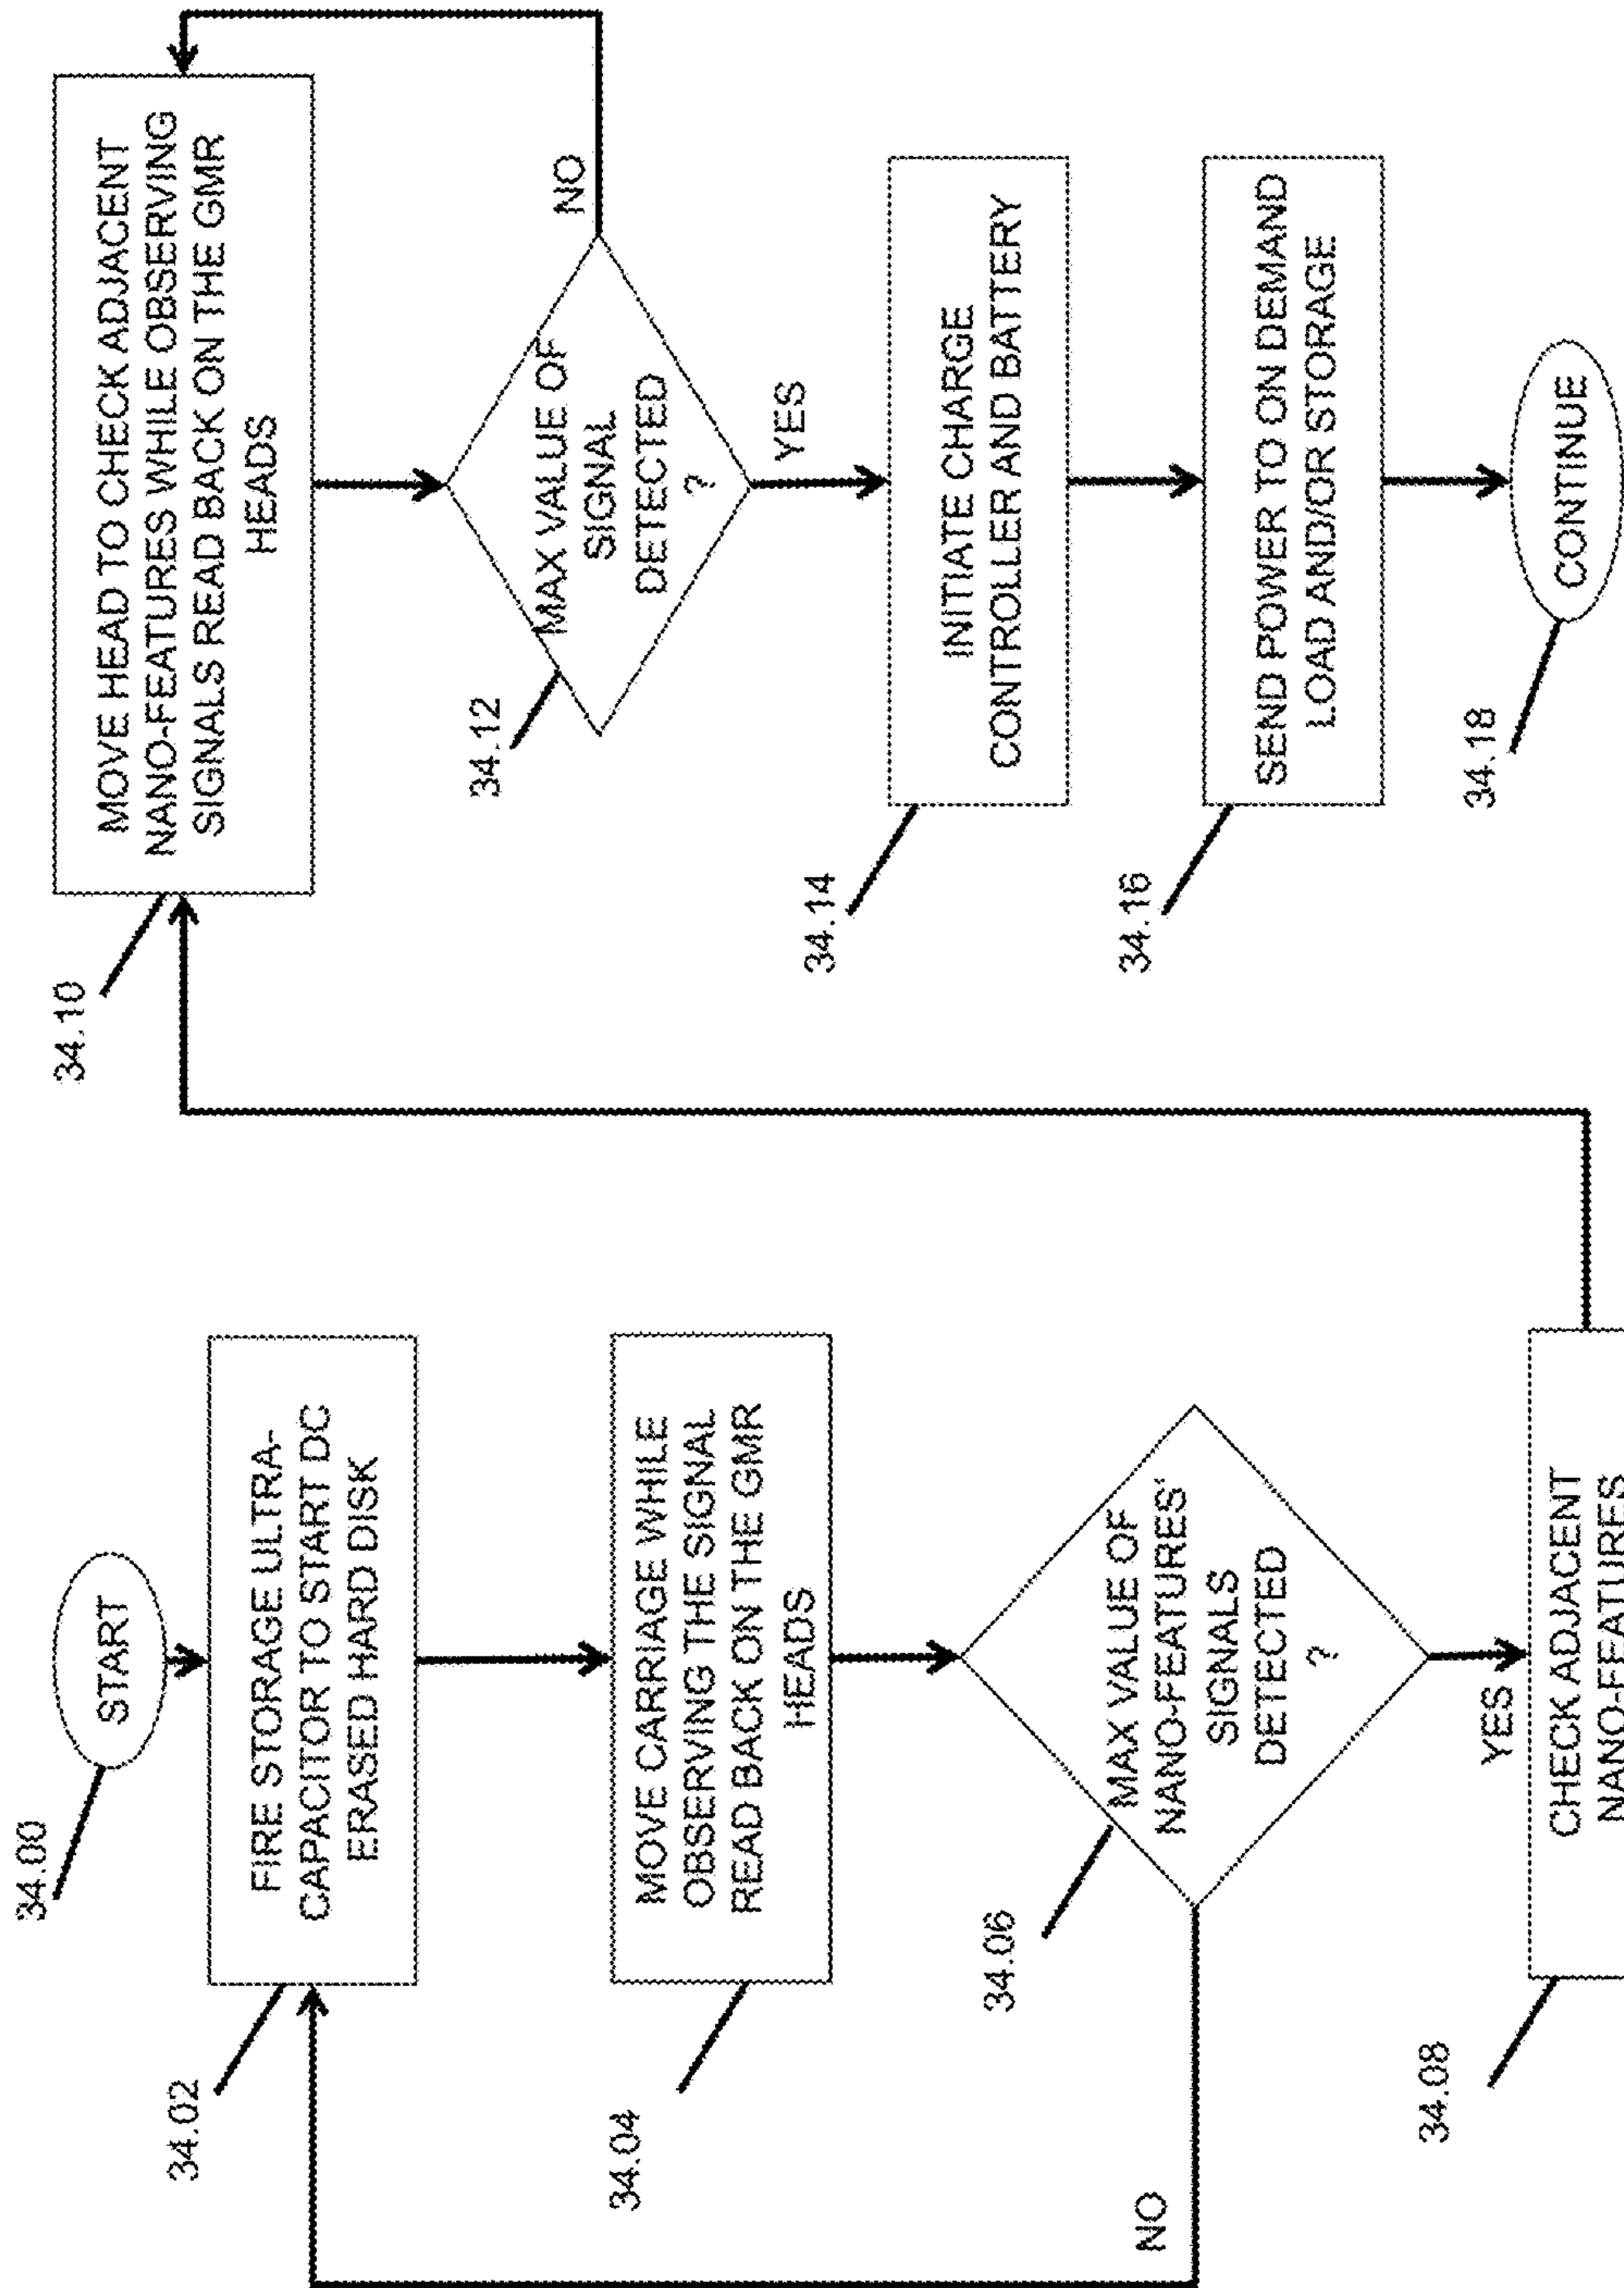 34.00
START
34.02
FIRE STORAGE ULTRA-
CAPACITOR TO START DC
ERASED HARD DISK
34.04
MOVE CARRIAGE WHILE
OBSERVING THE SIGNAL
READ BACK ON THE GMR
HEADS
34.06
MAX VALUE OF
NANO-FEATURES'
SIGNALS
DETECTED
?
NO
YES
34.08
CHECK ADJACENT
NANO-FEATURES
34.10
MOVE HEAD TO CHECK ADJACENT
NANO-FEATURES WHILE OBSERVING
SIGNALS READ BACK ON THE GMR
HEADS
34.12
MAX VALUE OF
SIGNAL
DETECTED
?
NO
YES
34.14
INITIATE CHARGE
CONTROLLER AND BATTERY
34.16
SEND POWER TO ON DEMAND
LOAD AND/OR STORAGE
34.18
CONTINUE